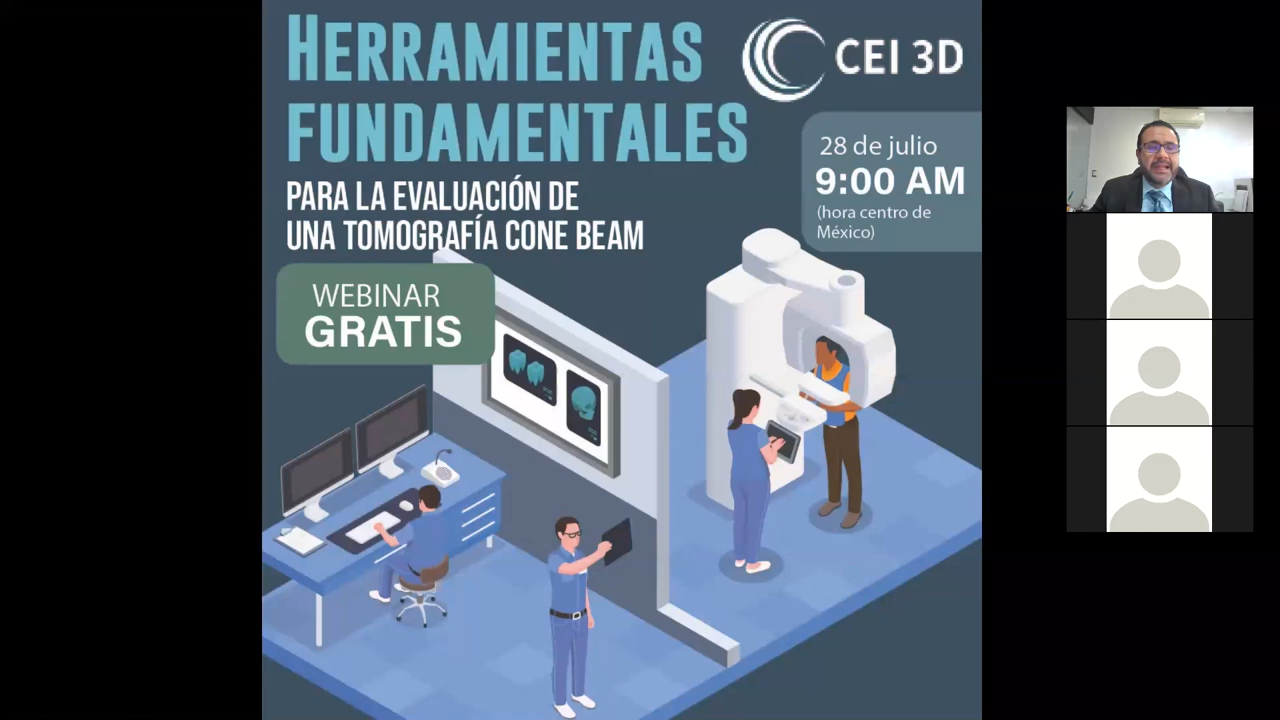 HERRAMIENTAS
FUNDAMENTALES
PARA LA EVALUACIÓN DE
UNA TOMOGRAFÍA CONE BEAM
WEBINAR
GRATIS
CEI 3D
28 de julio
9:00 AM
(hora centro de
México)